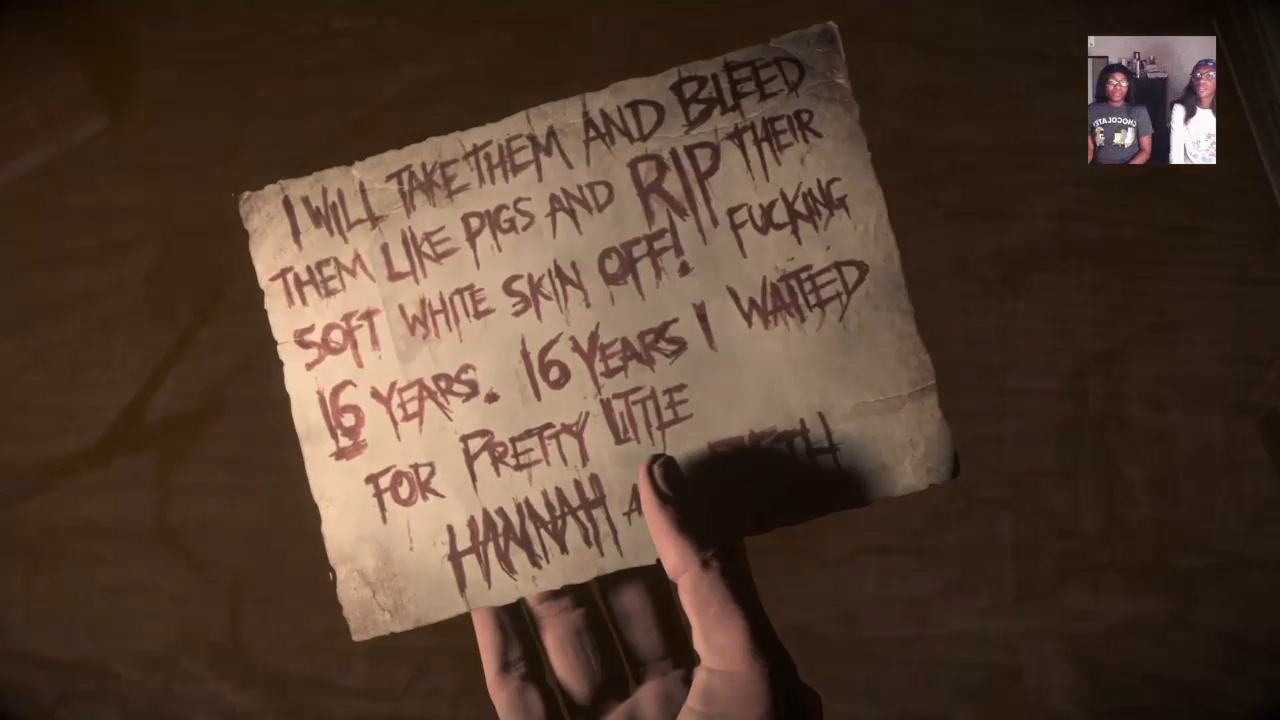 I WILL TAKE THEM AND BLEED
THEM LIKE PIGS AND RIP THEIR
SOFT WHITE SKIN OFF! FUCKING
16 YEARS. 16 YEARS I WAITED
FOR PRETTY LITTLE
HANNAH
CHOCOLATE